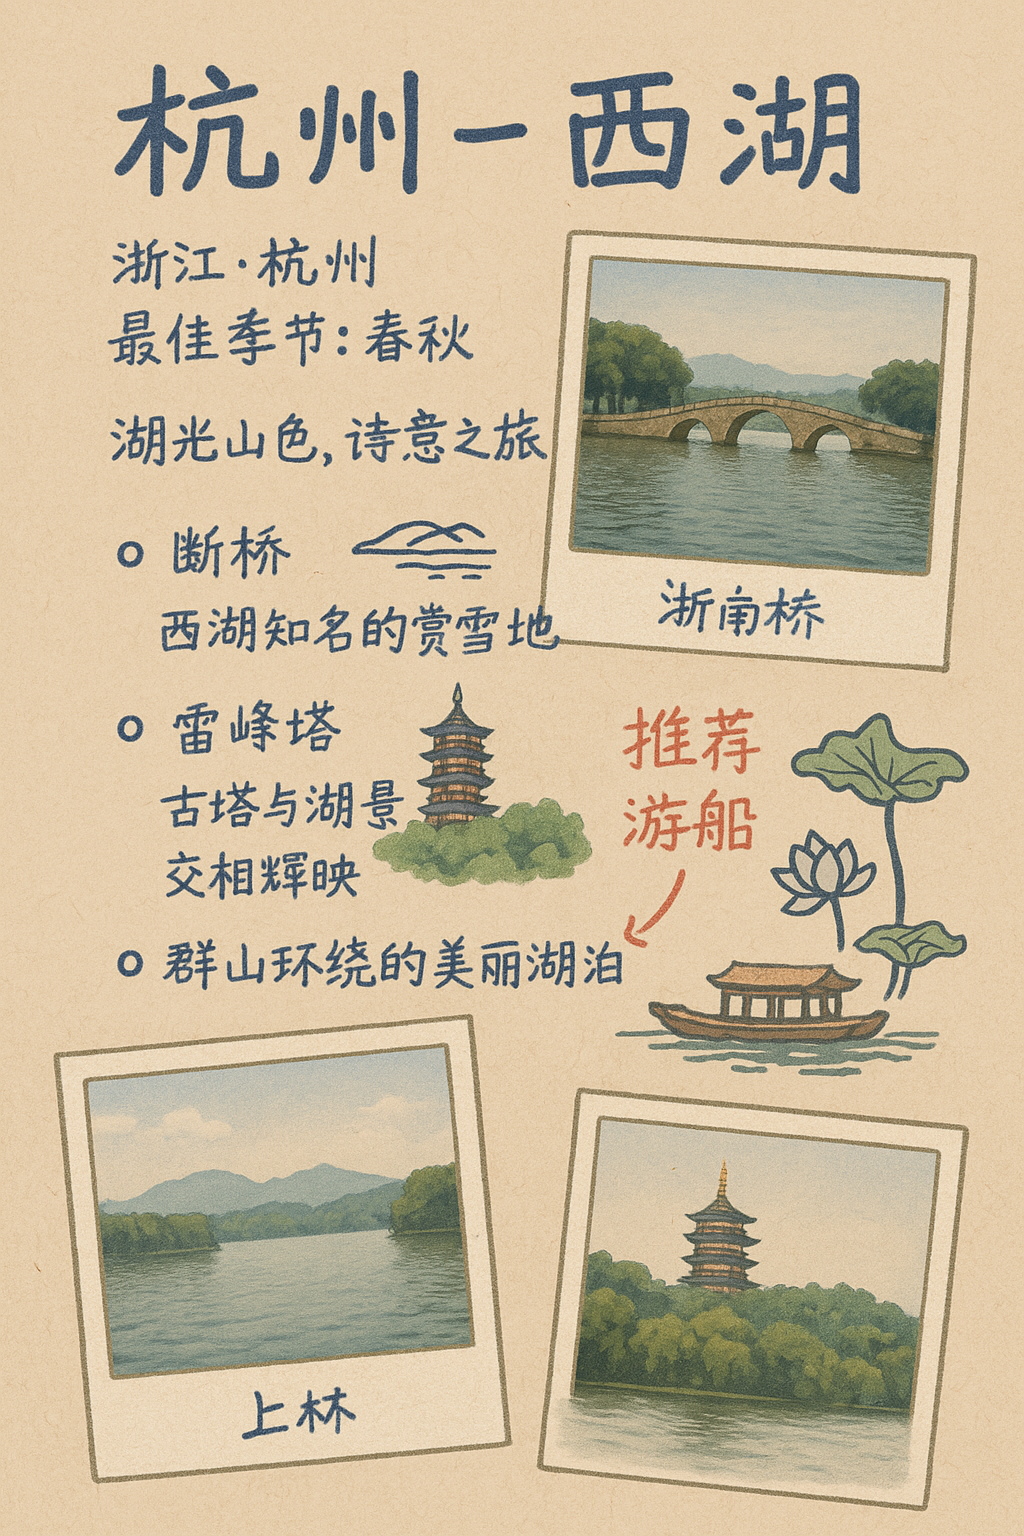 杭州－西湖
浙江·杭州
最佳季节：春秋
湖光山色，诗意之旅
断桥
西湖知名的赏雪地
雷峰塔
古塔与湖景
交相辉映
群山环绕的美丽湖泊
浙南桥
推荐
游船
上林